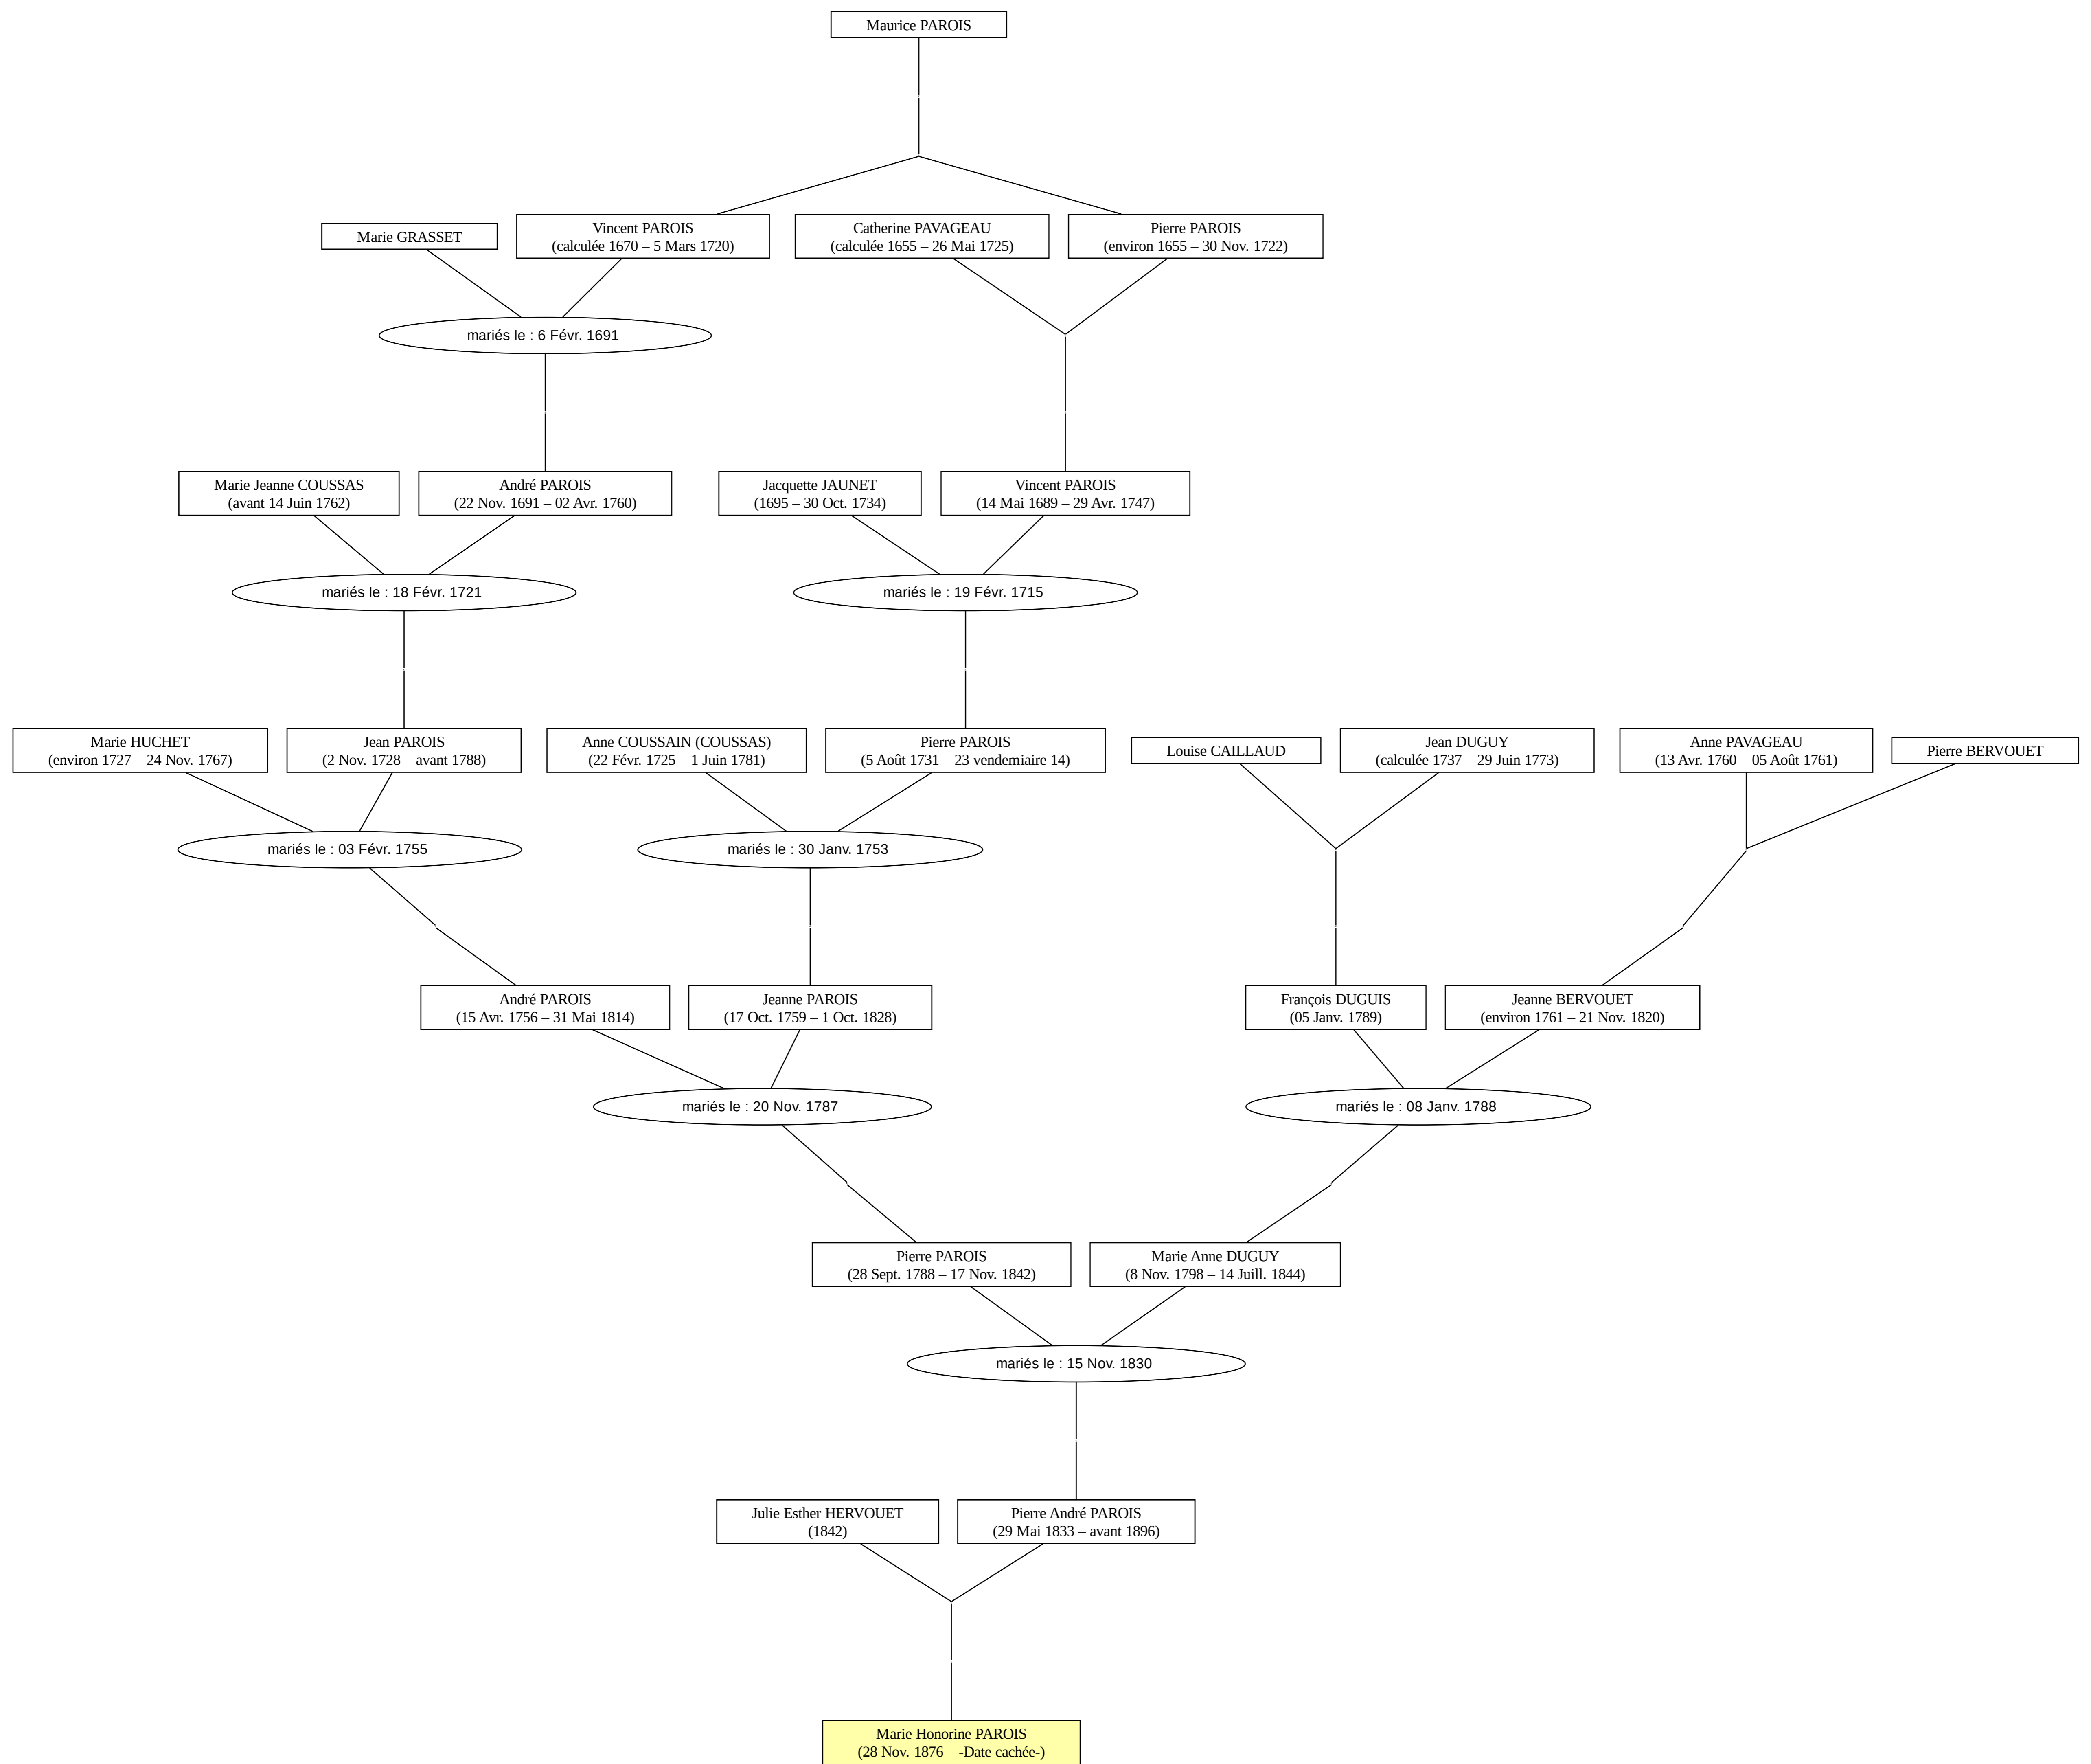 Maurice PAROIS
Marie GRASSET
Vincent PAROIS
(calculée 1670 – 5 Mars 1720)
Catherine PAVAGEAU
(calculée 1655 – 26 Mai 1725)
Pierre PAROIS
(environ 1655 – 30 Nov. 1722)
mariés le : 6 Févr. 1691
Marie Jeanne COUSSAS
(avant 14 Juin 1762)
André PAROIS
(22 Nov. 1691 – 02 Avr. 1760)
Jacquette JAUNET
(1695 – 30 Oct. 1734)
Vincent PAROIS
(14 Mai 1689 – 29 Avr. 1747)
mariés le : 18 Févr. 1721
mariés le : 19 Févr. 1715
Marie HUCHET
(environ 1727 – 24 Nov. 1767)
Jean PAROIS
(2 Nov. 1728 – avant 1788)
Anne COUSSAIN (COUSSAS)
(22 Févr. 1725 – 1 Juin 1781)
Pierre PAROIS
(5 Août 1731 – 23 vendemiaire 14)
Louise CAILLAUD
Jean DUGUY
(calculée 1737 – 29 Juin 1773)
Anne PAVAGEAU
(13 Avr. 1760 – 05 Août 1761)
Pierre BERVOUET
mariés le : 03 Févr. 1755
mariés le : 30 Janv. 1753
André PAROIS
(15 Avr. 1756 – 31 Mai 1814)
Jeanne PAROIS
(17 Oct. 1759 – 1 Oct. 1828)
François DUGUIS
(05 Janv. 1789)
Jeanne BERVOUET
(environ 1761 – 21 Nov. 1820)
mariés le : 20 Nov. 1787
mariés le : 08 Janv. 1788
Pierre PAROIS
(28 Sept. 1788 – 17 Nov. 1842)
Marie Anne DUGUY
(8 Nov. 1798 – 14 Juill. 1844)
mariés le : 15 Nov. 1830
Julie Esther HERVOUET
(1842)
Pierre André PAROIS
(29 Mai 1833 – avant 1896)
Marie Honorine PAROIS
(28 Nov. 1876 – -Date cachée-)